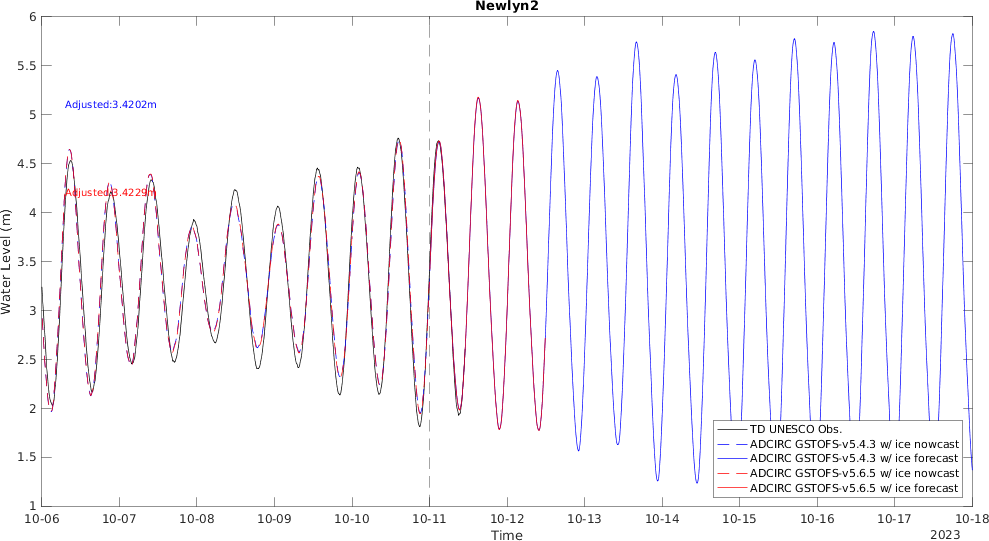 Newlyn2
6
5.5
5
4.5
4
3.5
3
2.5
2
1.5
1
Water Level (m)
Adjusted:3.4202m
Adjusted:3.4229m
TD UNESCO Obs.
ADCIRC GSTOFS-v5.4.3 w/ ice nowcast
ADCIRC GSTOFS-v5.4.3 w/ ice forecast
ADCIRC GSTOFS-v5.6.5 w/ ice nowcast
ADCIRC GSTOFS-v5.6.5 w/ ice forecast
10-06 10-07 10-08 10-09 10-10 10-11 10-12 10-13 10-14 10-15 10-16 10-17 10-18
Time
2023